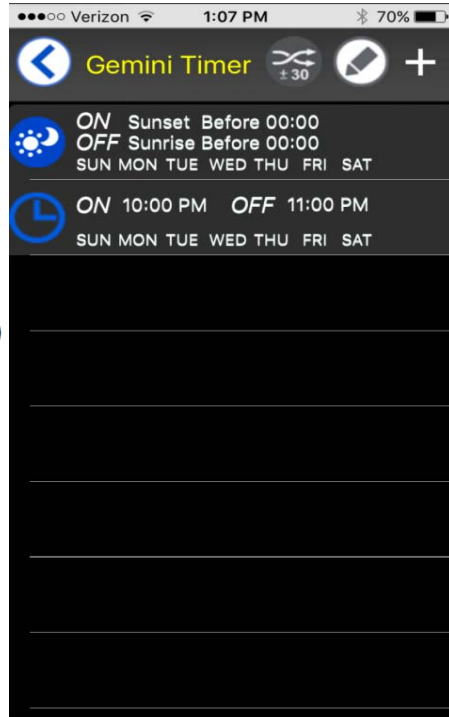 Verizon 1:07 PM 70%
Gemini Timer ±30 +
ON Sunset Before 00:00
OFF Sunrise Before 00:00
SUN MON TUE WED THU FRI SAT
ON 10:00 PM OFF 11:00 PM
SUN MON TUE WED THU FRI SAT